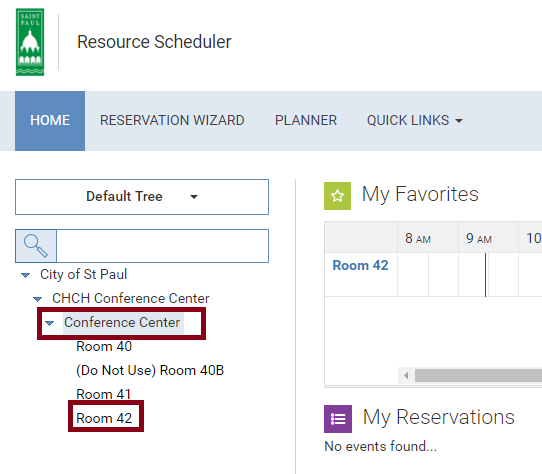 SAINT
PAUL
Resource Scheduler
HOME
RESERVATION WIZARD
PLANNER
QUICK LINKS
Default Tree
City of St Paul
CHCH Conference Center
Conference Center
Room 40
(Do Not Use) Room 40B
Room 41
Room 42
My Favorites
8 AM
9 AM
10
Room 42
My Reservations
No events found...